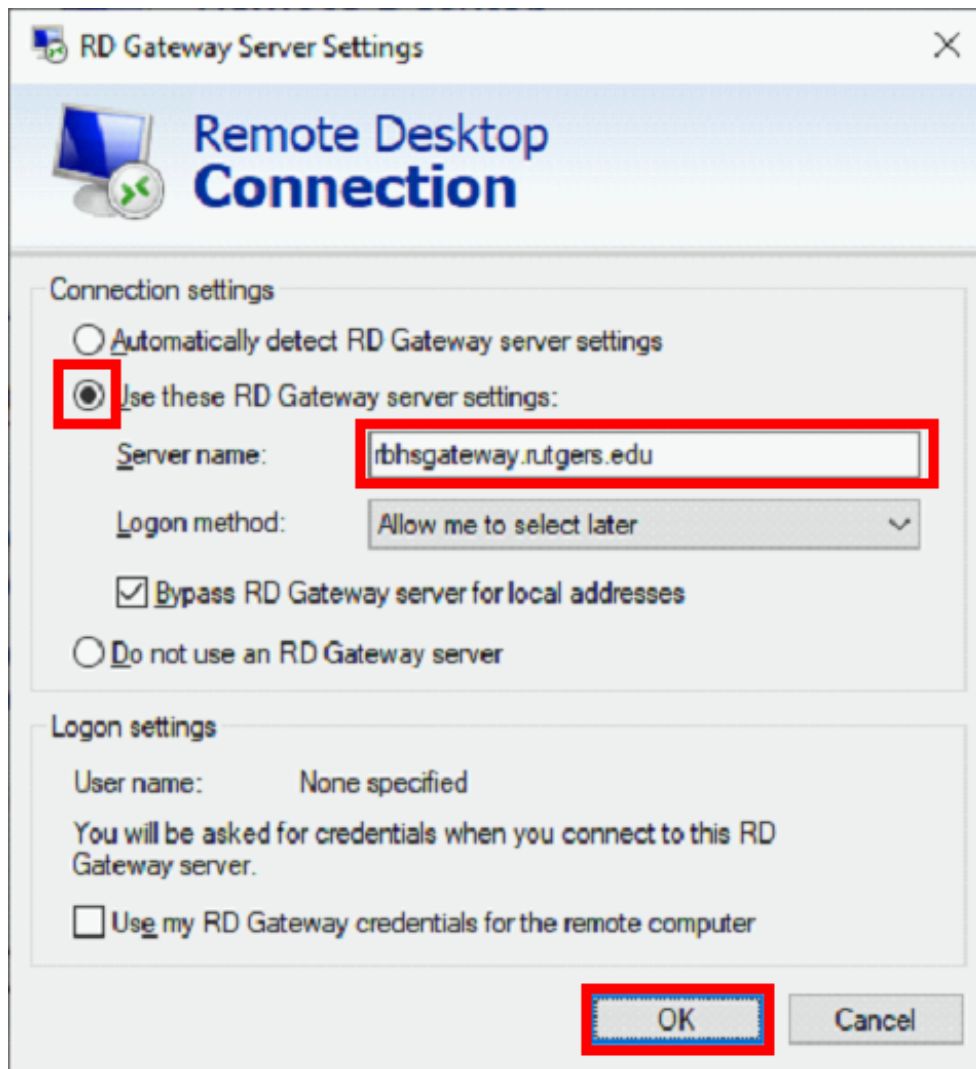 RD Gateway Server Settings
Remote Desktop
Connection
Connection settings
Automatically detect RD Gateway server settings
Use these RD Gateway server settings:
Server name: rbhsgateway.rutgers.edu
Logon method: Allow me to select later
Bypass RD Gateway server for local addresses
Do not use an RD Gateway server
Logon settings
User name: None specified
You will be asked for credentials when you connect to this RD
Gateway server.
Use my RD Gateway credentials for the remote computer
OK Cancel